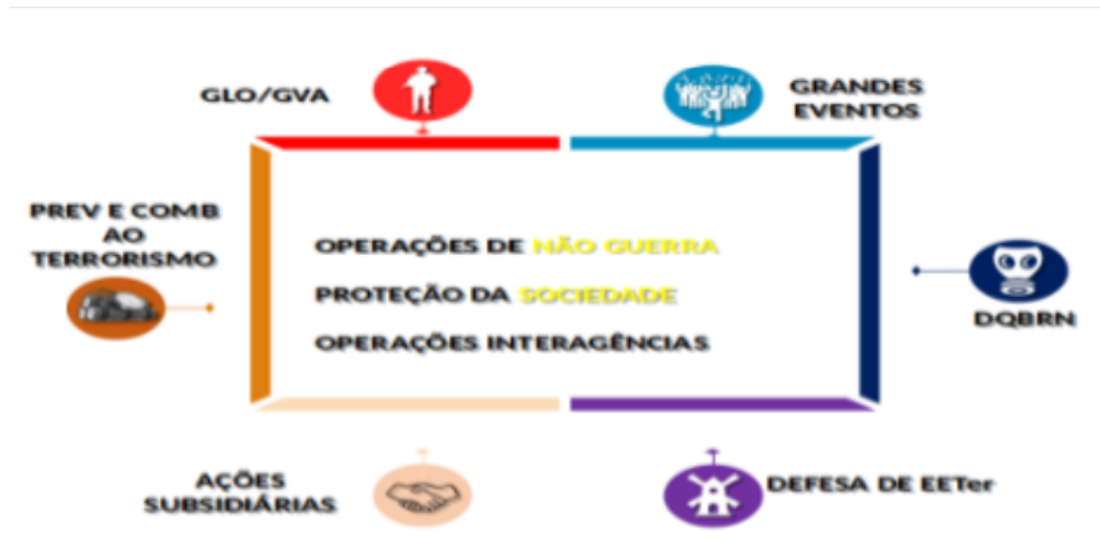 GLO/GVA
GRANDES
EVENTOS
PREV E COMB
AO
TERRORISMO
OPERAÇÕES DE NÃO GUERRA
PROTEÇÃO DA SOCIEDADE
OPERAÇÕES INTERAGÊNCIAS
DQBRN
AÇÕES
SUBSIDIÁRIAS
DEFESA DE EETer